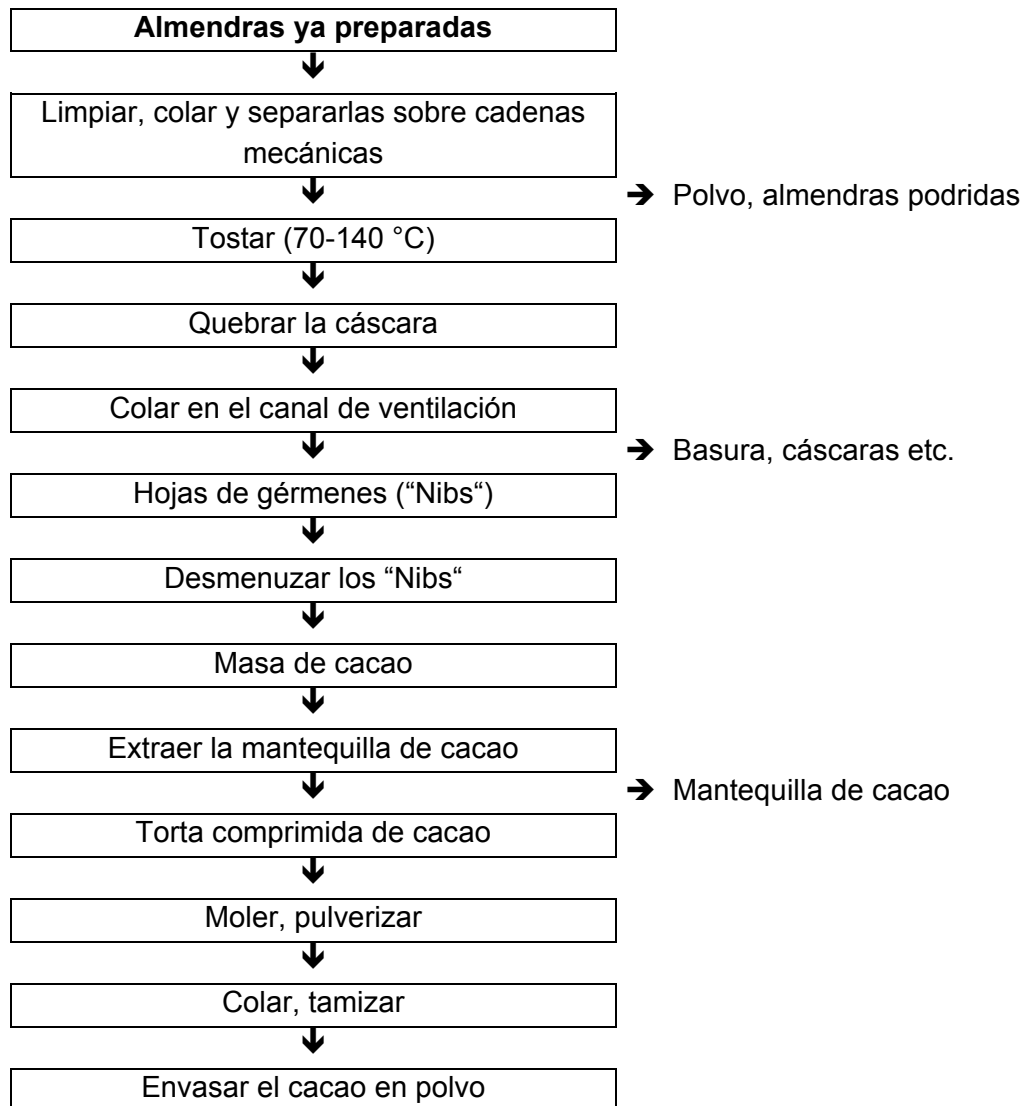 Almendras ya preparadas
Limpiar, colar y separarlas sobre cadenas
mecánicas
➔ Polvo, almendras podridas
Tostar (70-140 °C)
Quebrar la cáscara
Colar en el canal de ventilación
➔ Basura, cáscaras etc.
Hojas de gérmenes (“Nibs“)
Desmenuzar los “Nibs“
Masa de cacao
Extraer la mantequilla de cacao
➔ Mantequilla de cacao
Torta comprimida de cacao
Moler, pulverizar
Colar, tamizar
Envasar el cacao en polvo